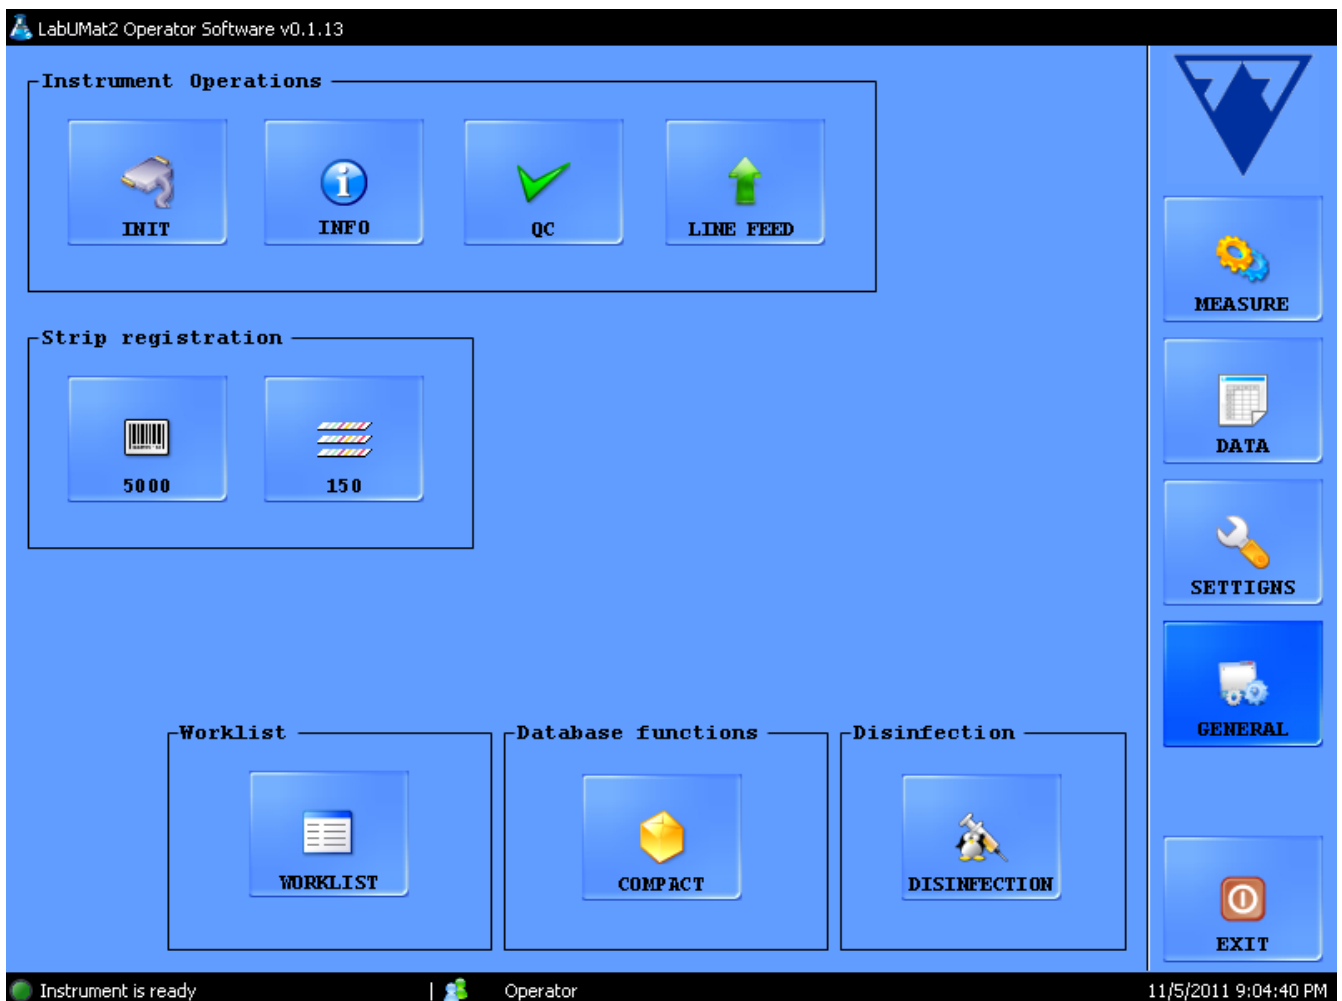 LabUMat2 Operator Software v0.1.13
Instrument Operations
INIT
INFO
QC
LINE FEED
Strip registration
5000
150
Worklist
WORKLIST
Database functions
COMPACT
Disinfection
DISINFECTION
MEASURE
DATA
SETTIGNS
GENERAL
EXIT
Instrument is ready | Operator 11/5/2011 9:04:40 PM